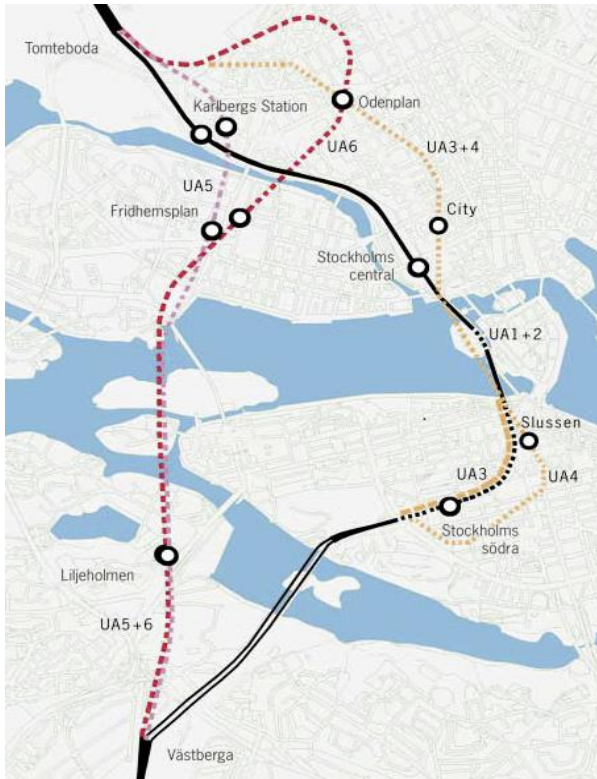 Tomteboda
Karlbergs Station
Odenplan
UA6
UA3+4
UA5
Fridhemsplan
City
Stockholms
central
UA1+2
Slussen
UA3
UA4
Stockholms
södra
Liljeholmen
UA5+6
Västberga